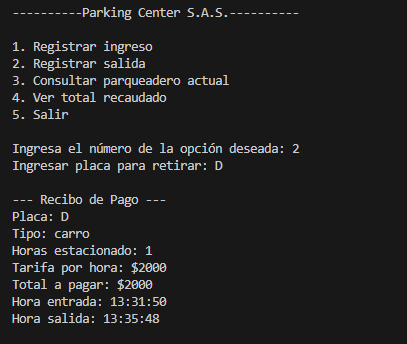 ----------Parking Center S.A.S.----------
1. Registrar ingreso
2. Registrar salida
3. Consultar parqueadero actual
4. Ver total recaudado
5. Salir
Ingresa el número de la opción deseada: 2
Ingresar placa para retirar: D
--- Recibo de Pago ---
Placa: D
Tipo: carro
Horas estacionado: 1
Tarifa por hora: $2000
Total a pagar: $2000
Hora entrada: 13:31:50
Hora salida: 13:35:48